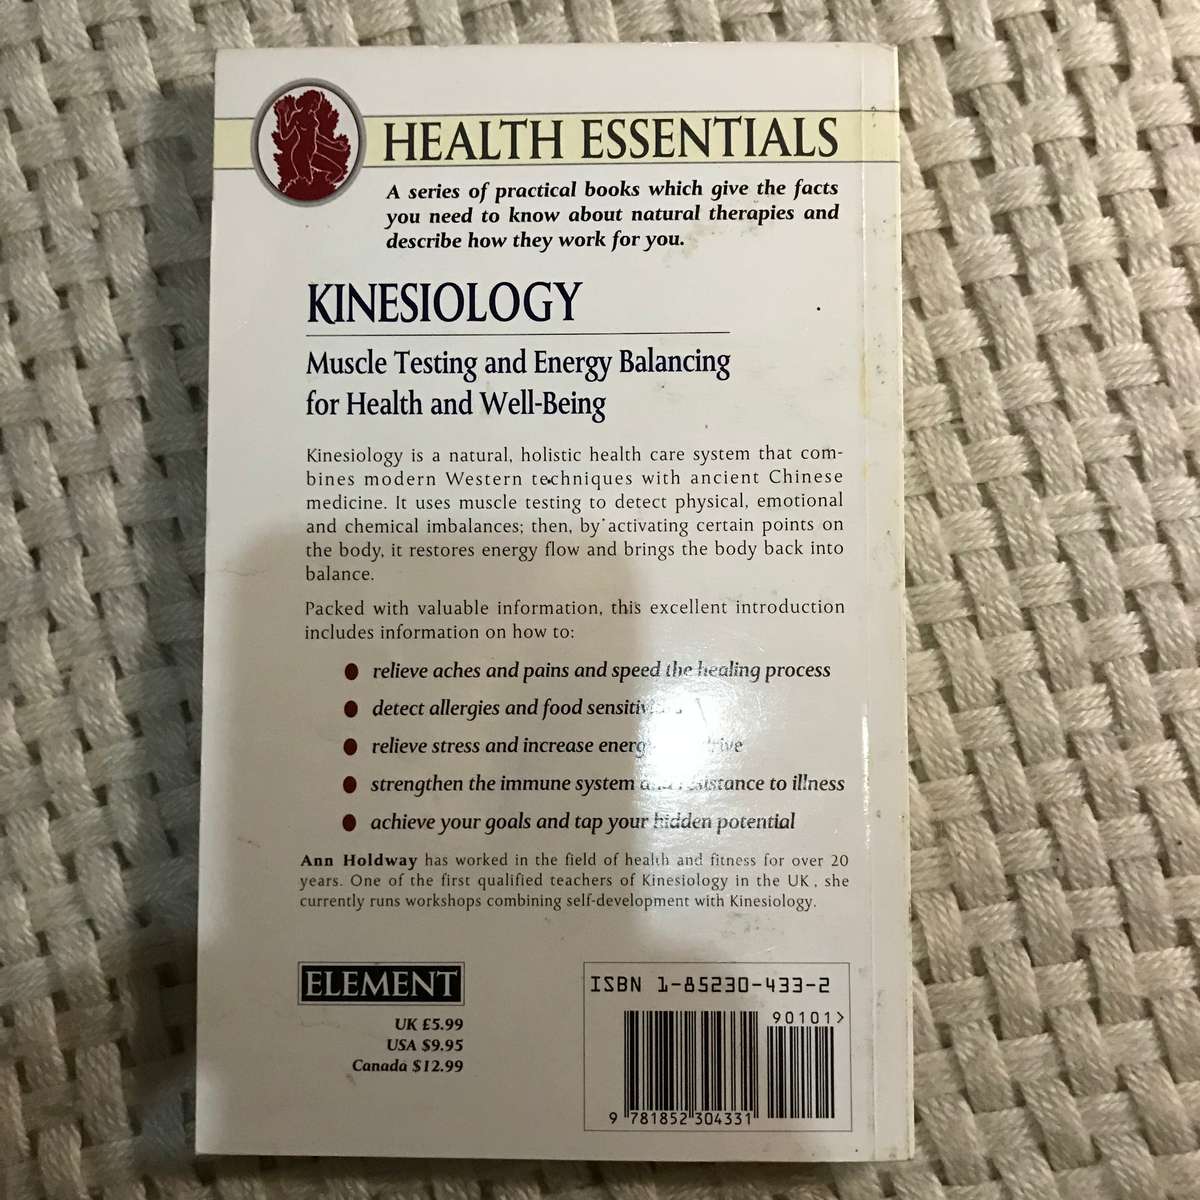 HEALTH ESSENTIALS
A series of practical books which give the facts
you need to know about natural therapies and
describe how they work for you.
KINESIOLOGY
Muscle Testing and Energy Balancing
for Health and Well-Being
Kinesiology is a natural, holistic health care system that com-
bines modern Western techniques with ancient Chinese
medicine. It uses muscle testing to detect physical, emotional
and chemical imbalances; then, by activating certain points on
the body, it restores energy flow and brings the body back into
balance.
Packed with valuable information, this excellent introduction
includes information on how to:
relieve aches and pains and speed the healing process
detect allergies and food
relieve stress and increase
strengthen the immune system resistance to illness
achieve your goals and tap your hidden potential
Ann Holdway has worked in the field of health and fitness for over 20
years. One of the first qualified teachers of Kinesiology in the UK, she
currently runs workshops combining self-development with Kinesiology.
ELEMENT
UK £5.99
USA $9.95
Canada $12.99
ISBN 1-85230-433-2
90101>
9 781852 304331